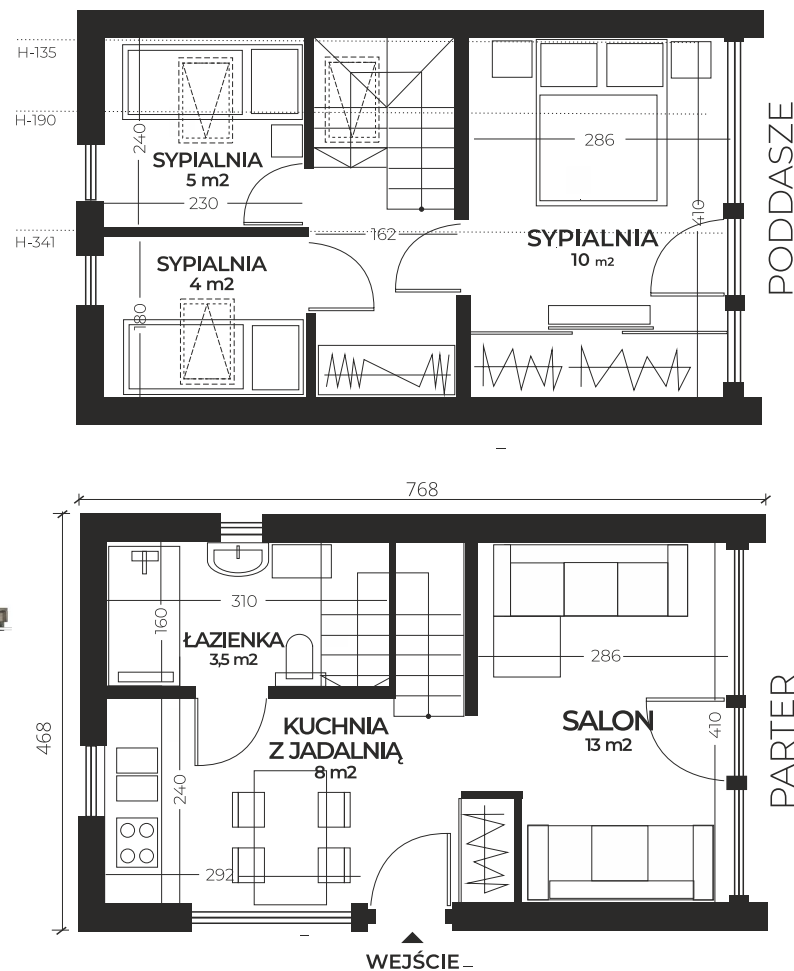 H-135
H-190
240
SYPIALNIA
5 m2
230
H-341
SYPIALNIA
4 m2
180
162
286
410
SYPIALNIA
10 m2
PODDASZE
768
468
310
160
ŁAZIENKA
3,5 m2
KUCHNIA
Z JADALNIĄ
8 m2
240
292
286
SALON
13 m2
410
PARTER
WEJŚCIE